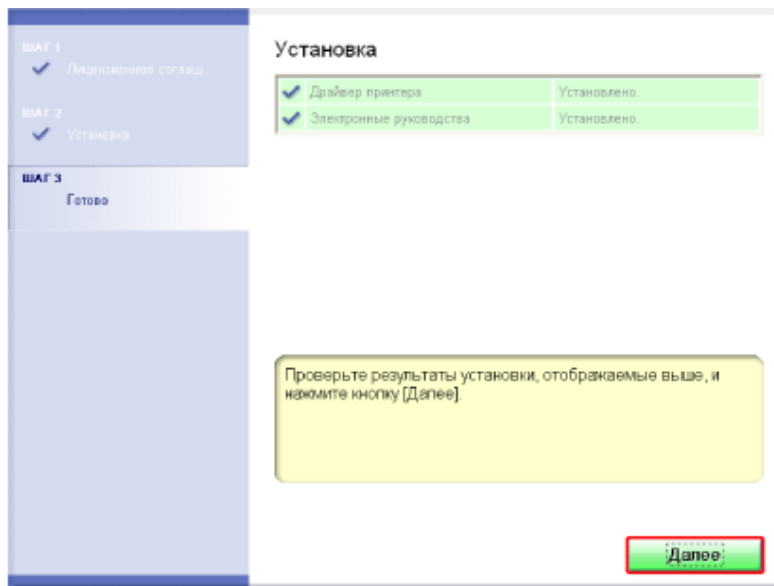 ШАГ 1
Лицензионное соглаш
ШАГ 2
Установка
ШАГ 3
Готово
Установка
Драйвер принтера Установлено.
Электронные руководства Установлено.
Проверьте результаты установки, отображаемые выше, и
нажмите кнопку [Далее].
Далее